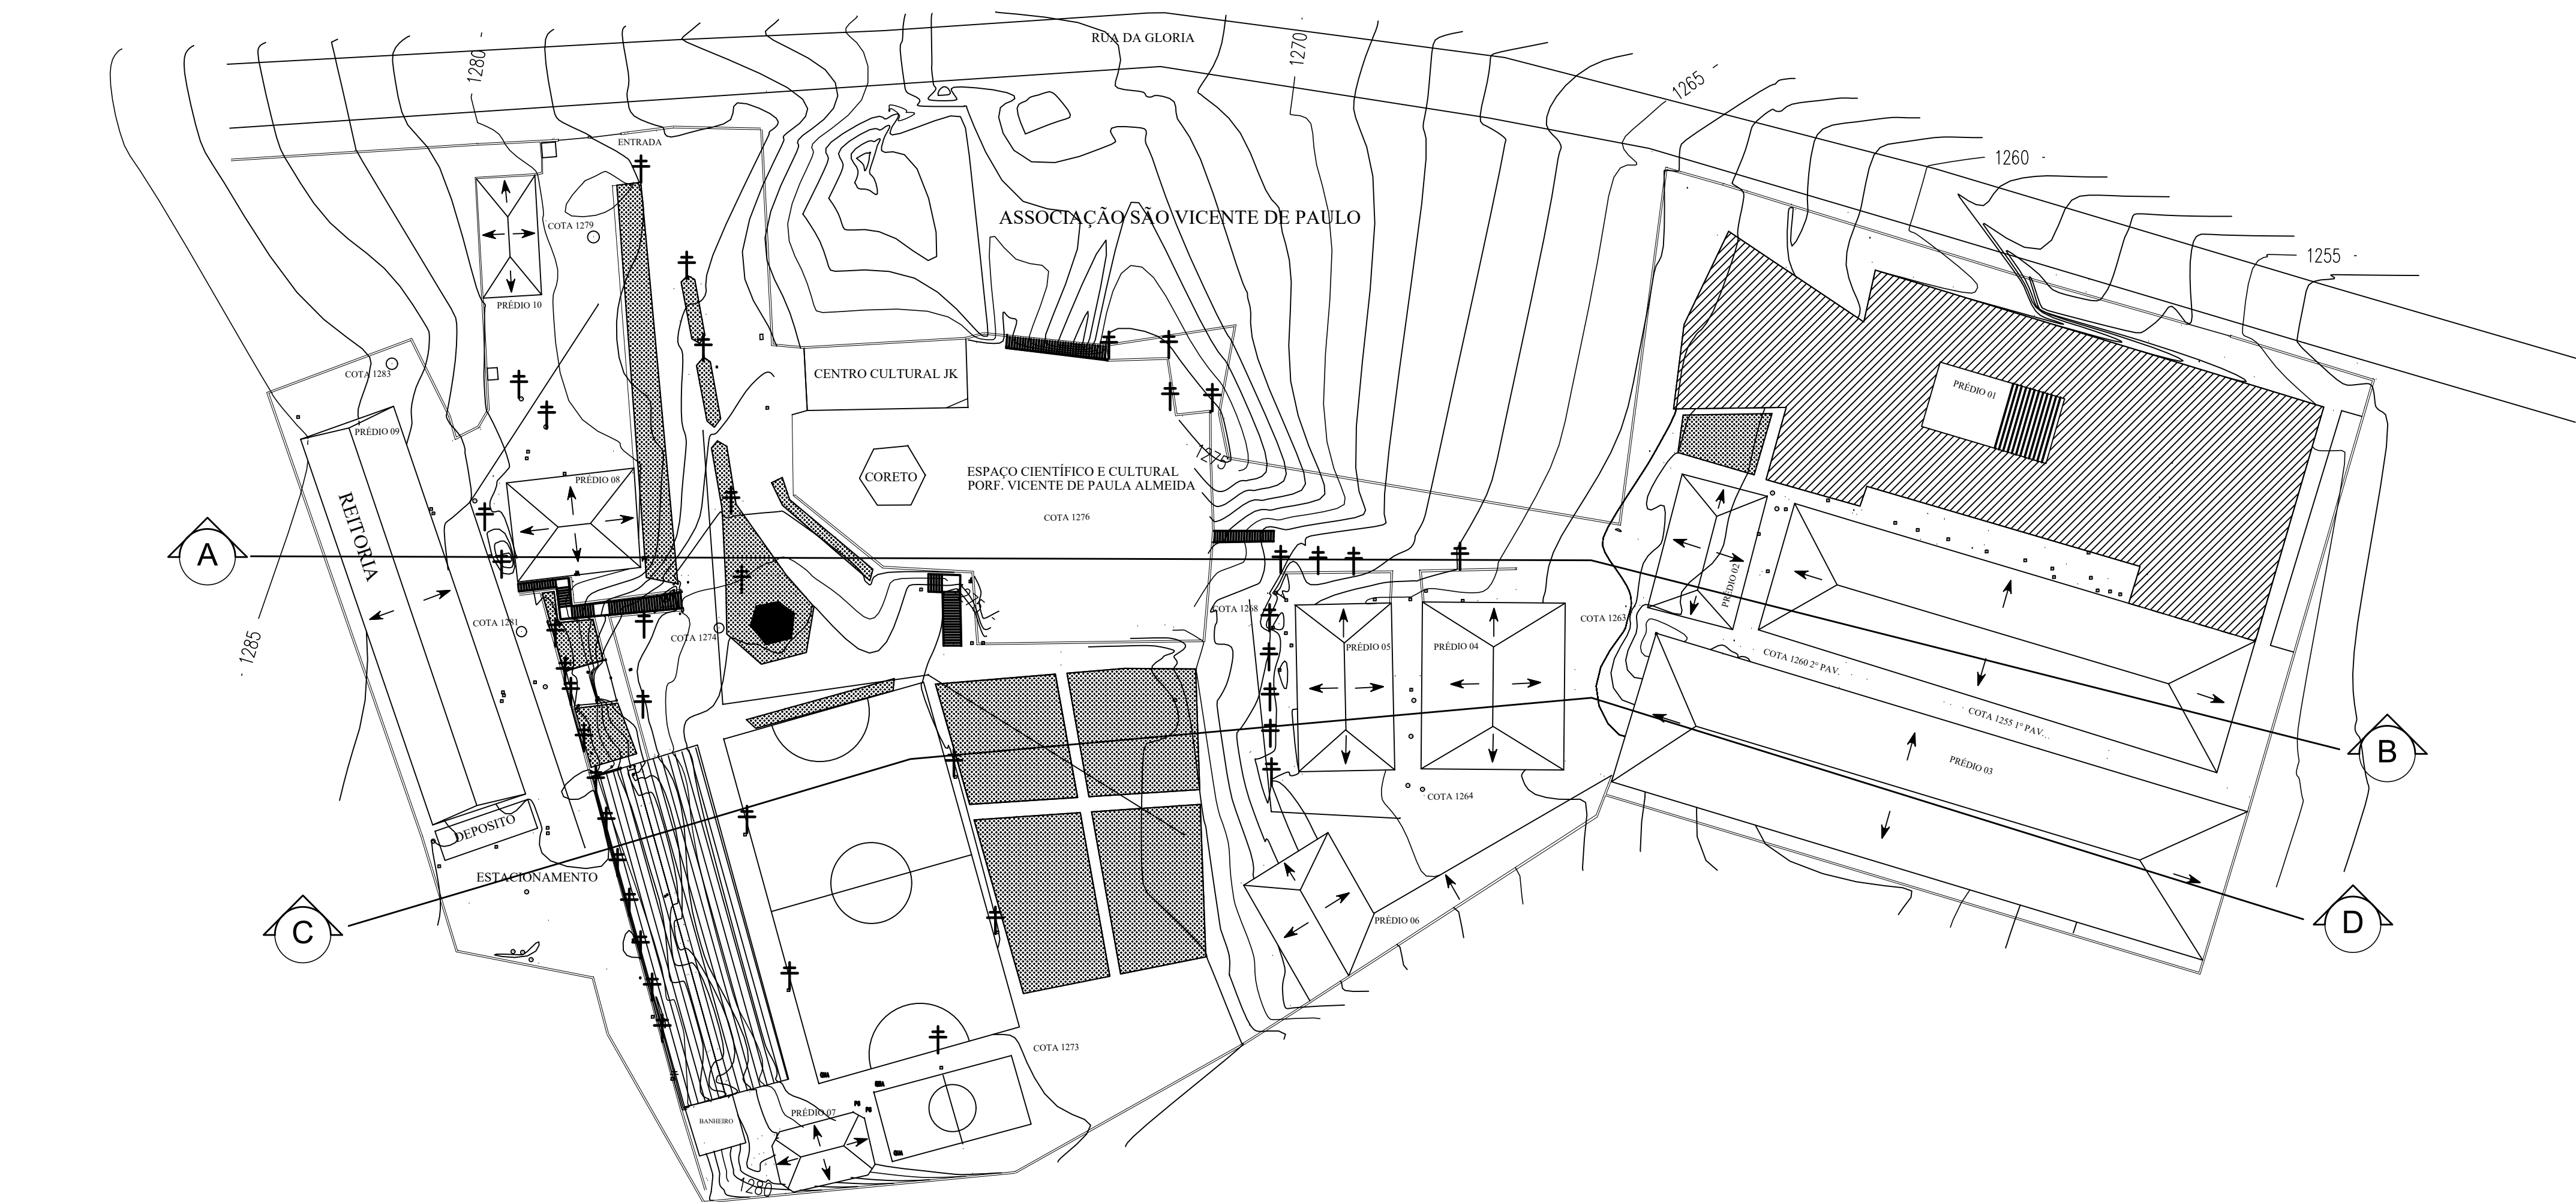 RUA DA GLORIA
1280
1270
1265
1260
1255
ENTRADA
ASSOCIAÇÃO SÃO VICENTE DE PAULO
COTA 1279
PRÉDIO 10
CENTRO CULTURAL JK
COTA 1283
PRÉDIO 01
PRÉDIO 09
1275
CORETO
ESPAÇO CIENTÍFICO E CULTURAL
PORF. VICENTE DE PAULA ALMEIDA
PRÉDIO 08
COTA 1276
REITORIA
A
PRÉDIO 02
COTA 1268
COTA 1263
COTA 1281
COTA 1274
1285
PRÉDIO 05
PRÉDIO 04
COTA 1260 2° PAV.
COTA 1255 1° PAV.
B
PRÉDIO 03
COTA 1264
DEPOSITO
ESTACIONAMENTO
C
PRÉDIO 06
D
COTA 1273
PRÉDIO 07
BANHEIRO
1280